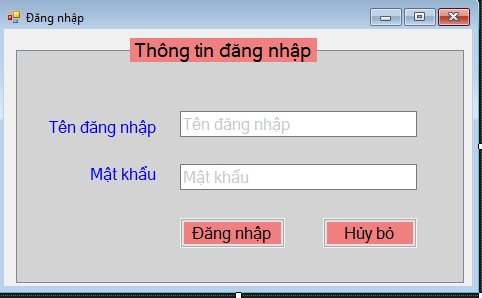 Đăng nhập
Thông tin đăng nhập
Tên đăng nhập Tên đăng nhập
Mật khẩu Mật khẩu
Đăng nhập Hủy bỏ